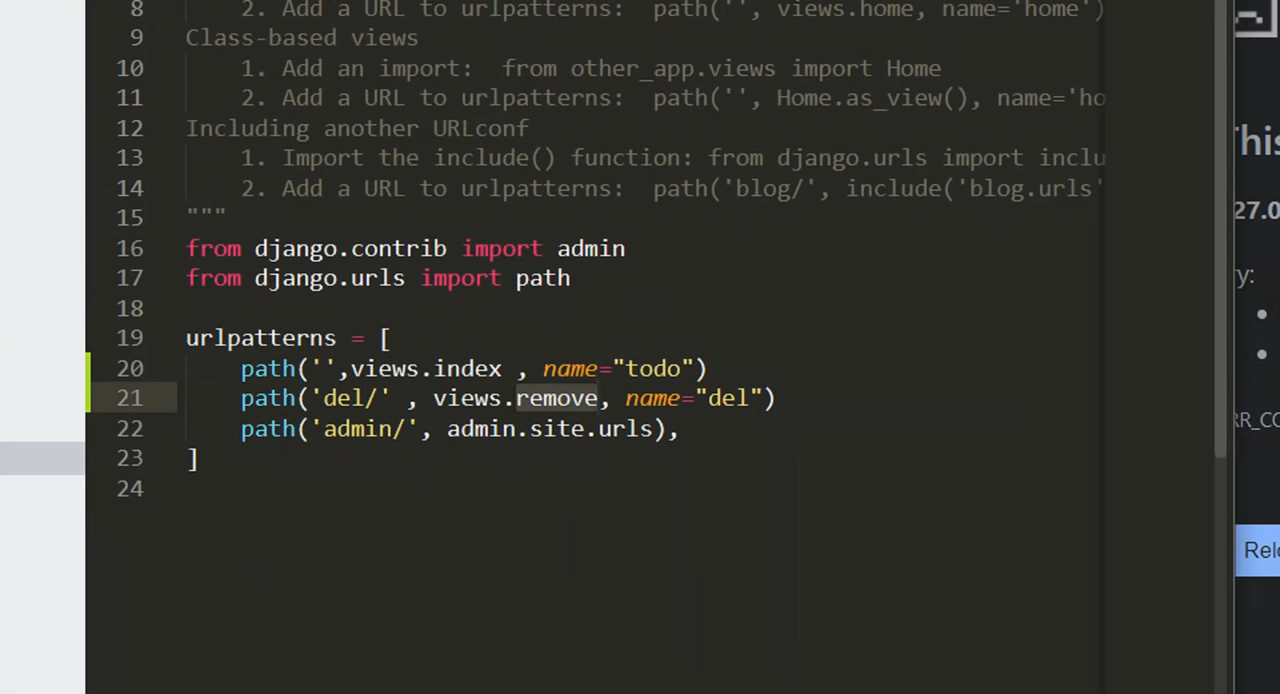 8 2. Add a URL to urlpatterns:  path('', views.home, name='home')
9 Class-based views
10 1. Add an import:  from other_app.views import Home
11 2. Add a URL to urlpatterns:  path('', Home.as_view(), name='ho
12 Including another URLconf
13 1. Import the include() function: from django.urls import inclu
14 2. Add a URL to urlpatterns:  path('blog/', include('blog.urls'
15 """
16 from django.contrib import admin
17 from django.urls import path
18
19 urlpatterns = [
20 path('',views.index , name="todo")
21 path('del/' , views.remove, name="del")
22 path('admin/', admin.site.urls),
23 ]
24
27.0
ry:
Relo